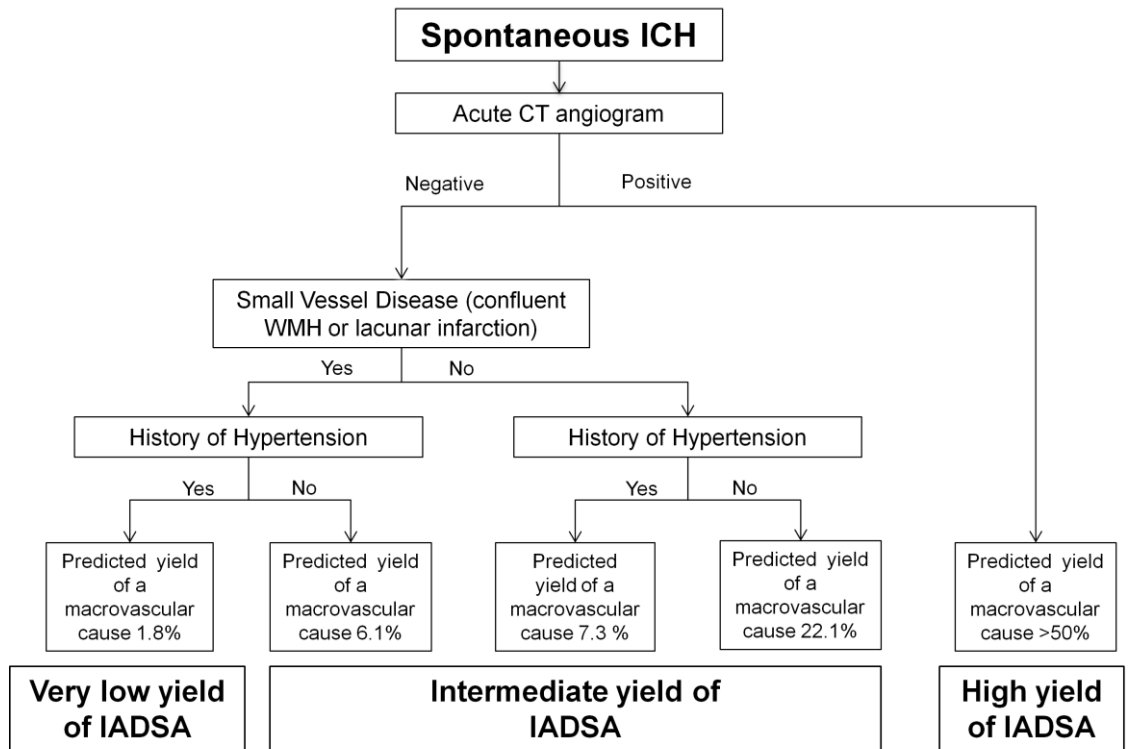 Spontaneous ICH
Acute CT angiogram
Negative
Positive
Small Vessel Disease (confluent
WMH or lacunar infarction)
Yes
No
History of Hypertension
History of Hypertension
Yes
No
Yes
No
Predicted yield
of a
macrovascular
cause 1.8%
Predicted yield
of a
macrovascular
cause 6.1%
Predicted
yield of a
macrovascular
cause 7.3 %
Predicted
yield of a
macrovascular
cause 22.1%
Predicted yield
of a
macrovascular
cause >50%
Very low yield
of IADSA
Intermediate yield of
IADSA
High yield
of IADSA